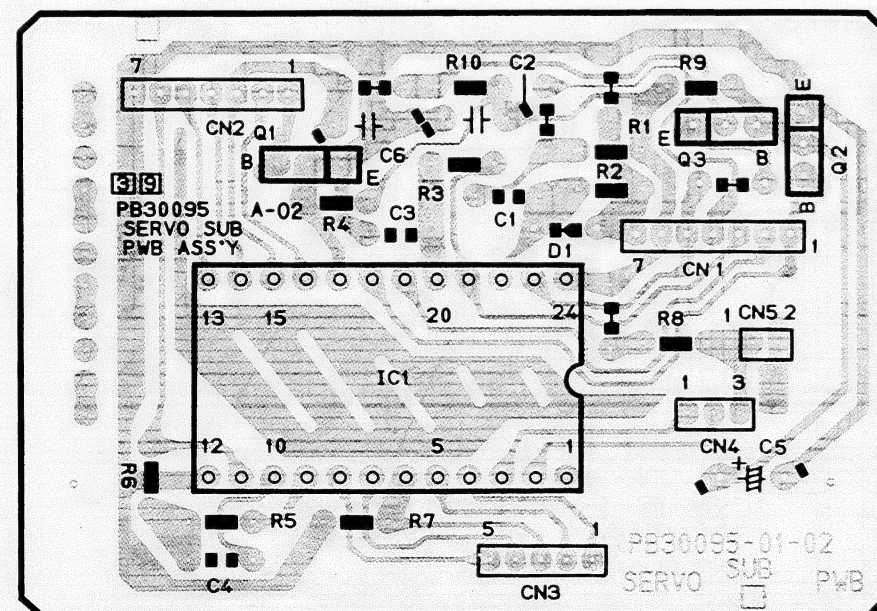 7 1
R10
C2
R9
E
CN2
Q1
B
E
C6
R1
E
Q3
B
Q2
B
R3
R2
39
PB30095
SERVO SUB
PWB ASS'Y
A-02
R4
C3
C1
D1
7
CN1
1
13 15 20 24
R8
1 CN5 2
IC1
1 3
CN4
C5
+
12 10 5 1
R6
R5
R7
C4
5 1
CN3
PB30095-01-02
SERVO SUB PWB